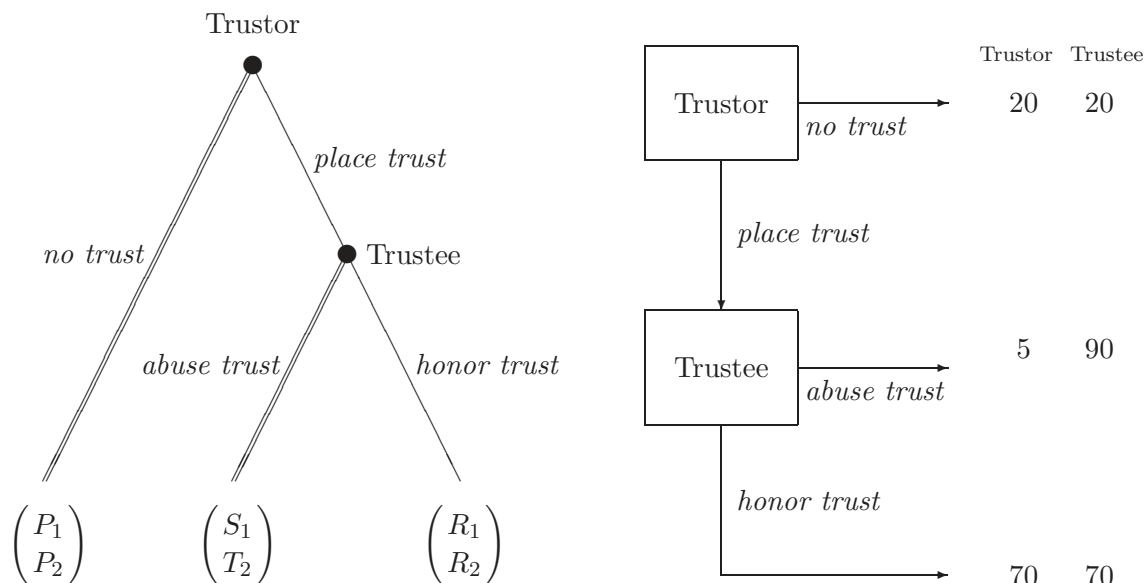 Trustor
place trust
no trust
Trustee
abuse trust
honor trust
P1
P2
S1
T2
R1
R2
Trustor Trustee
Trustor
no trust
20 20
place trust
Trustee
abuse trust
5 90
honor trust
70 70